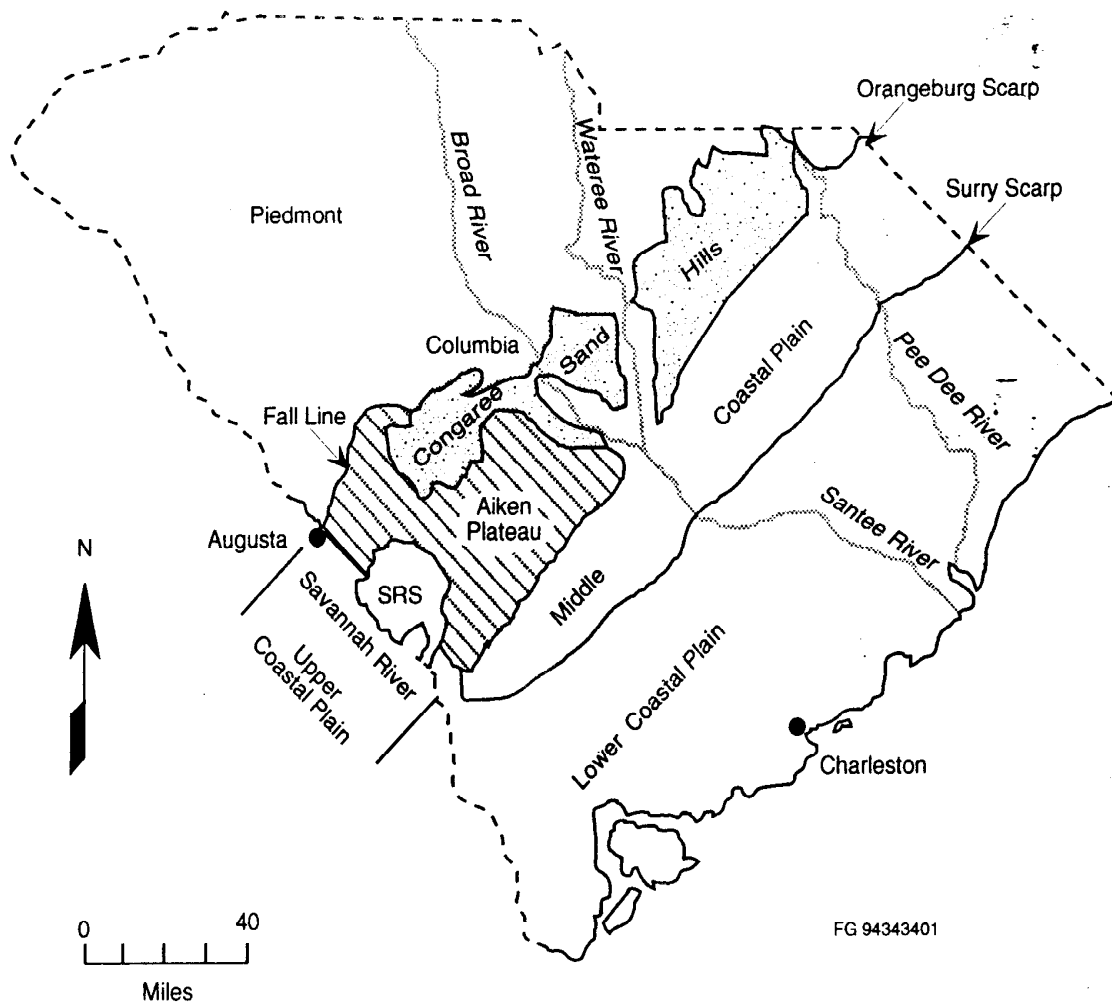 Orangeburg Scarp
Surry Scarp
Broad River
Wateree River
Piedmont
Hills
Columbia
Sand
Coastal Plain
Pee Dee River
Fall Line
Congaree
Aiken
Plateau
Santee River
Augusta
N
SRS
Middle
Savannah River
Upper
Coastal Plain
Lower Coastal Plain
Charleston
0 40
Miles
FG 94343401